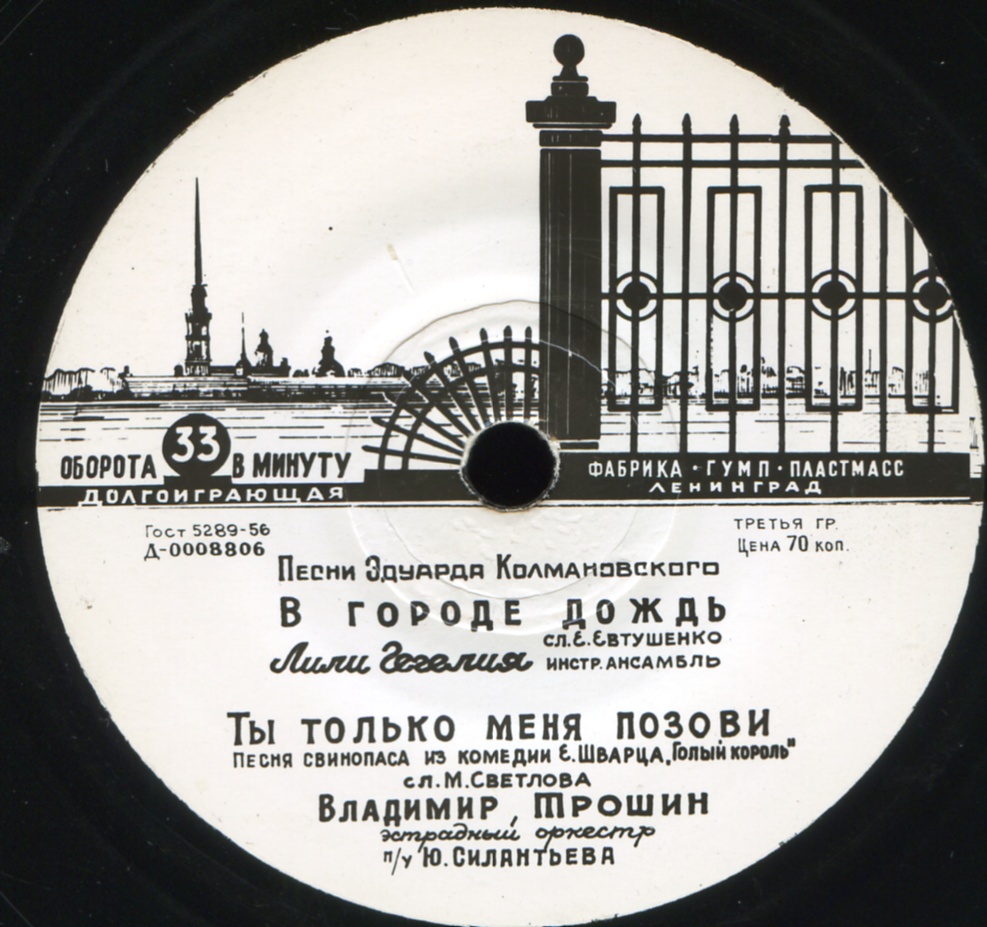 ОБОРОТА 33 В МИНУТУ
ДОЛГОИГРАЮЩАЯ
ФАБРИКА · ГУМП · ПЛАСТМАСС
ЛЕНИНГРАД
Гост 5289-56
Д-0008806
ТРЕТЬЯ ГР.
ЦЕНА 70 КОП.
ПЕСНИ ЭДУАРДА КОЛМАНОВСКОГО
В ГОРОДЕ ДОЖДЬ
СЛ. Е. ЕВТУШЕНКО
Лили Гегелия ИНСТР. АНСАМБЛЬ
ТЫ ТОЛЬКО МЕНЯ ПОЗОВИ
ПЕСНЯ СВИНОПАСА ИЗ КОМЕДИИ Е. ШВАРЦА „Голый король"
СЛ. М. СВЕТЛОВА
ВЛАДИМИР ТРОШИН
эстрадный оркестр
п/у Ю. СИЛАНТЬЕВА